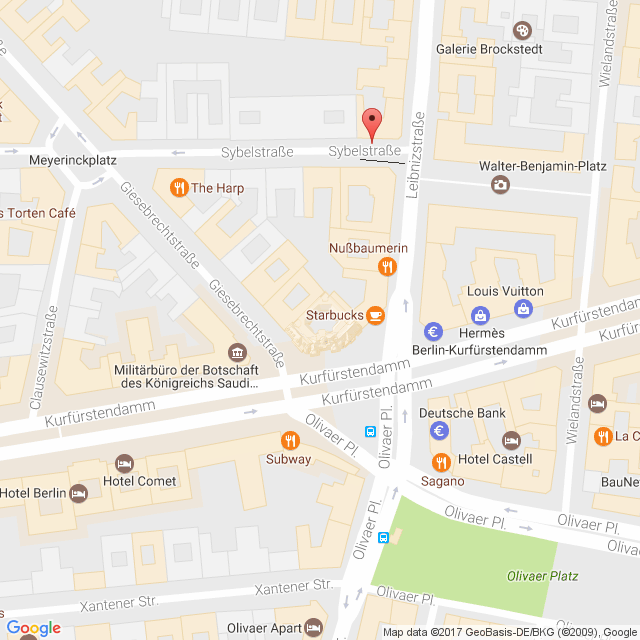 Galerie Brockstedt
Wielandstraße
Leibnizstraße
Sybelstraße
Sybelstraße
Meyerinckplatz
Walter-Benjamin-Platz
The Harp
Giesebrechtstraße
s Torten Café
Nußbaumerin
Giesebrechtstraße
Louis Vuitton
Starbucks
Hermès
Berlin-Kurfürstendamm
Kurfürstendamm
Clausewitzstraße
Militärbüro der Botschaft
des Königreichs Saudi...
Kurfürstendamm
Kurfürstendamm
Kurfürstendamm
Wielandstraße
Olivaer Pl.
Olivaer Pl.
Deutsche Bank
La C
Subway
Hotel Castell
Hotel Comet
Sagano
BauNet
Hotel Berlin
Olivaer Pl.
Olivaer Pl.
Olivaer Pl.
Olivaer Platz
Xantener Str.
Xantener Str.
Olivaer Pl.
Olivaer Apart
Google
Map data ©2017 GeoBasis-DE/BKG (©2009), Google